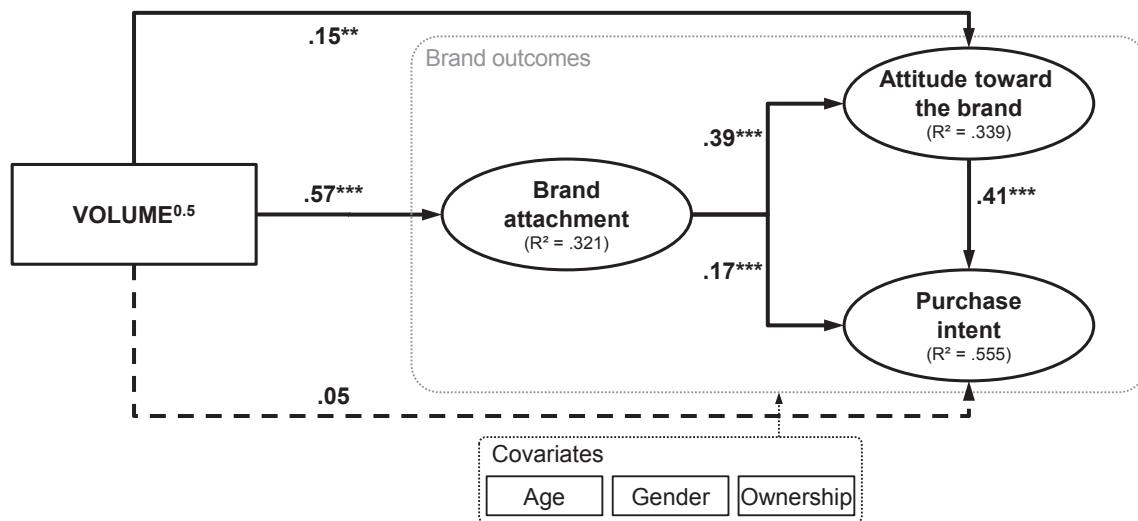 .15**
Brand outcomes
Attitude toward
the brand
(R² = .339)
.39***
VOLUME⁰·⁵
.57***
Brand
attachment
(R² = .321)
.41***
.17***
Purchase
intent
(R² = .555)
.05
Covariates
Age
Gender
Ownership